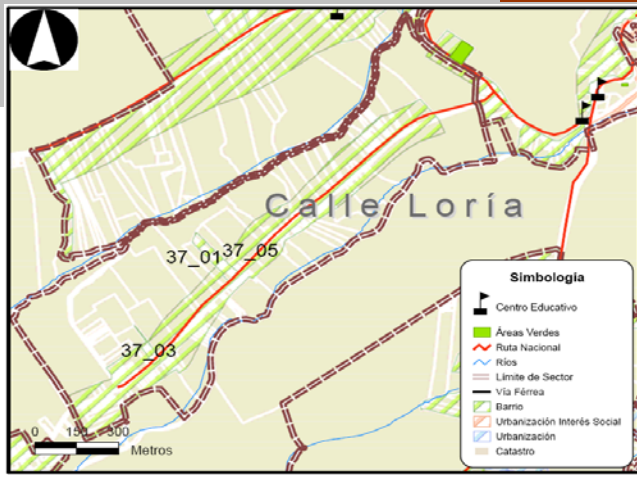 Calle Loría
37_01
37_05
37_03
0 150 300
Metros
Simbología
Centro Educativo
Áreas Verdes
Ruta Nacional
Ríos
Límite de Sector
Vía Férrea
Barrio
Urbanización Interés Social
Urbanización
Catastro